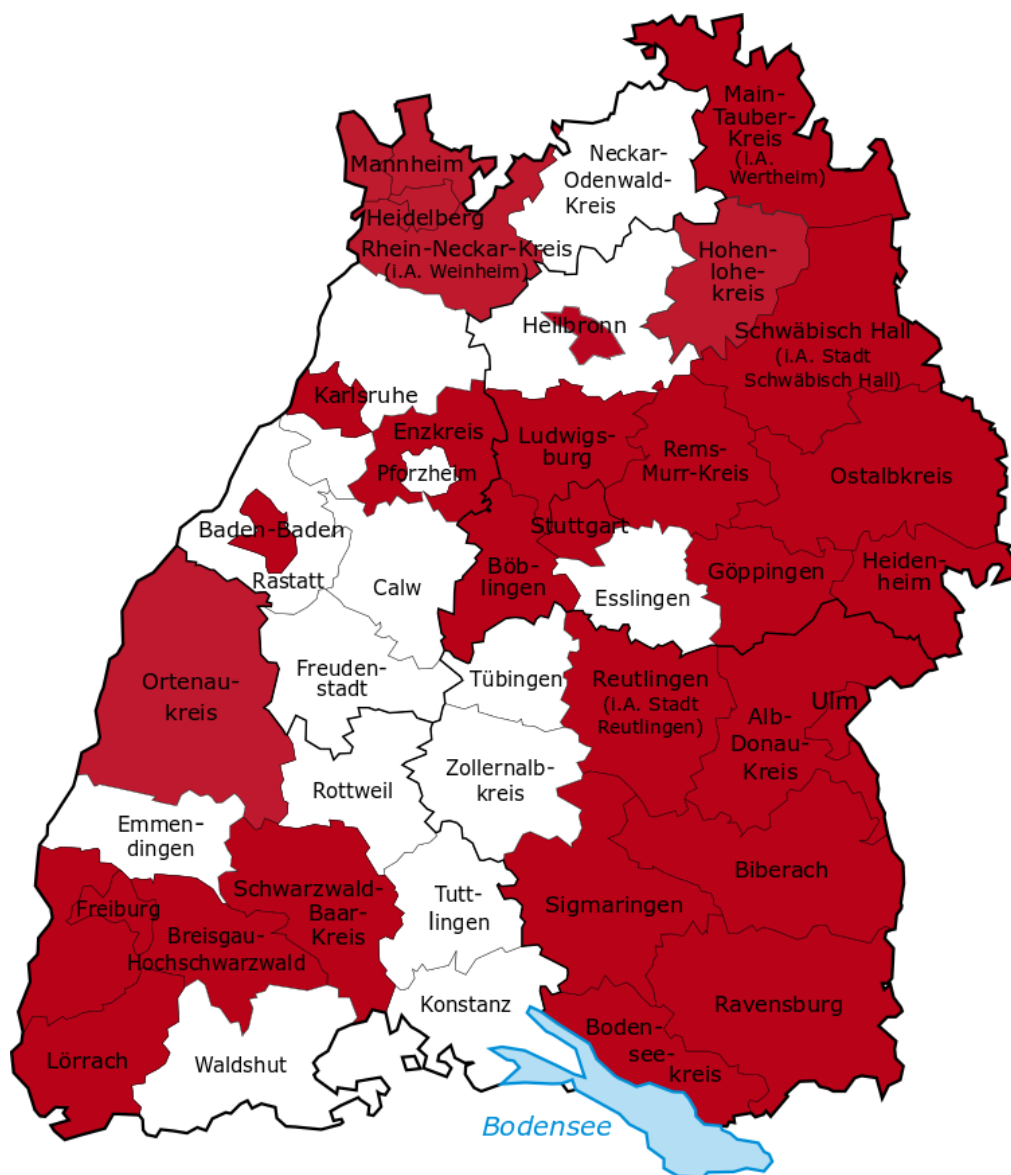 Main-
Tauber-
Kreis
(i.A.
Wertheim)
Neckar-
Odenwald-
Kreis
Mannheim
Heidelberg
Rhein-Neckar-Kreis
(i.A. Weinheim)
Hohen-
lohe-
kreis
Heilbronn
Schwäbisch Hall
(i.A. Stadt
Schwäbisch Hall)
Karlsruhe
Enzkreis
Pforzheim
Ludwigs-
burg
Rems-
Murr-Kreis
Ostalbkreis
Baden-Baden
Rastatt
Calw
Stuttgart
Böb-
lingen
Esslingen
Göppingen
Heiden-
heim
Ortenau-
kreis
Freuden-
stadt
Tübingen
Reutlingen
(i.A. Stadt
Reutlingen)
Ulm
Alb-
Donau-
Kreis
Rottweil
Zollernalb-
kreis
Emmen-
dingen
Biberach
Freiburg
Breisgau-
Hochschwarzwald
Schwarzwald-
Baar-
Kreis
Tutt-
lingen
Sigmaringen
Konstanz
Ravensburg
Boden-
see-
kreis
Lörrach
Waldshut
Bodensee